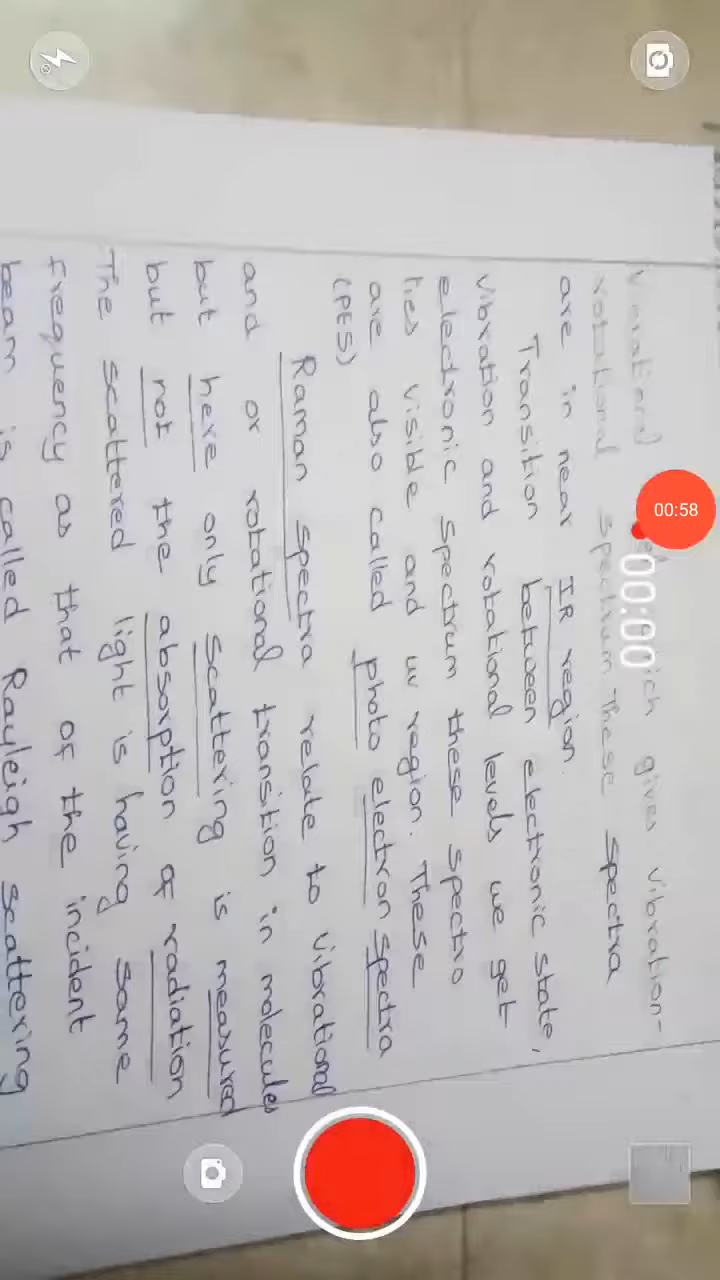 Vibrational gives vibration-
rotational spectrum. These spectra
are in near IR region.
Transition between electronic state,
vibration and rotational levels we get
electronic spectrum these spectro
lies visible and uv region. These
are also called photo electron spectra
(PES)
Raman spectra relate to vibrational
and or rotational transition in molecules
but here only scattering is measured
but not the absorption of radiation
The scattered light is having same
frequency as that of the incident
beam is called Rayleigh scattering
00:58
00:00